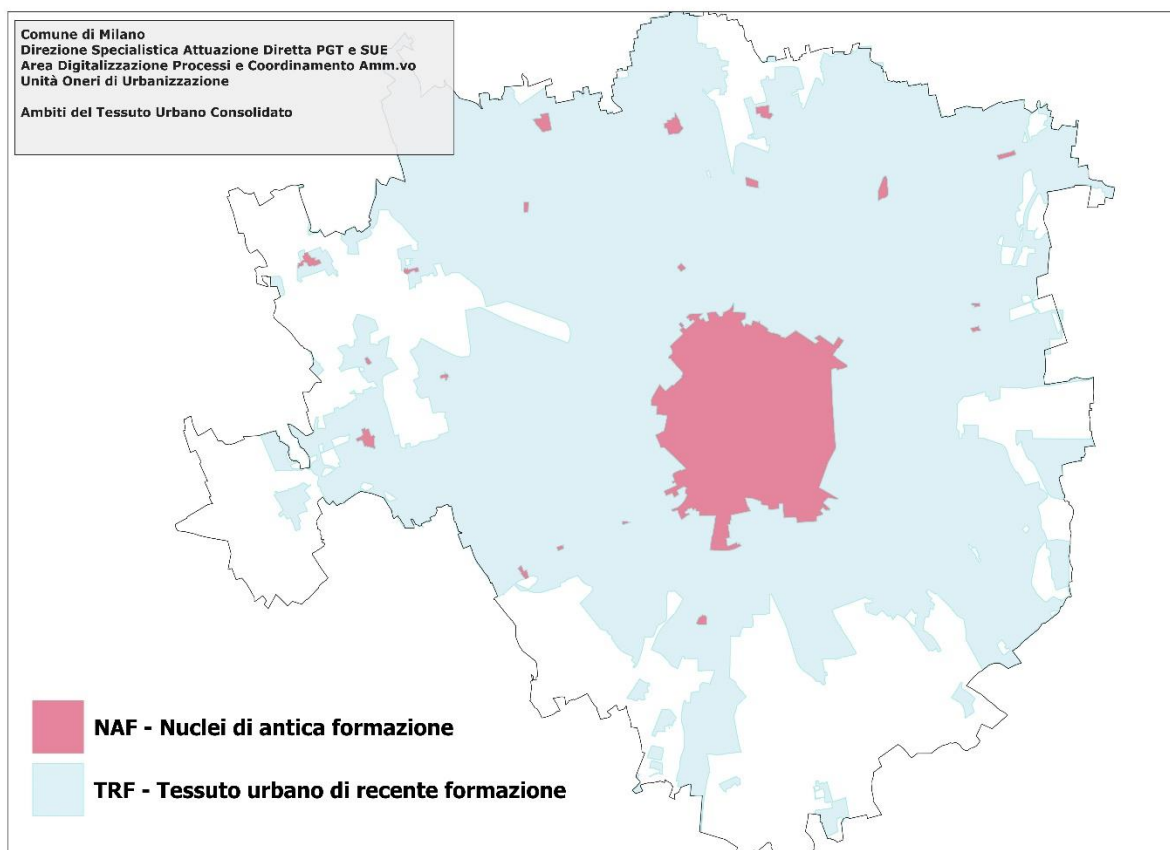 Comune di Milano
Direzione Specialistica Attuazione Diretta PGT e SUE
Area Digitalizzazione Processi e Coordinamento Amm.vo
Unità Oneri di Urbanizzazione
Ambiti del Tessuto Urbano Consolidato
NAF - Nuclei di antica formazione
TRF - Tessuto urbano di recente formazione